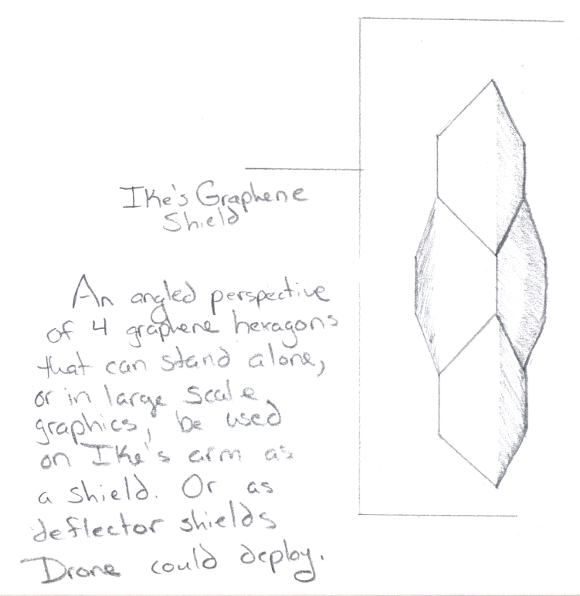 Ike's Graphene
Shield
An angled perspective
of 4 graphene hexagons
that can stand alone,
or in large scale
graphics, be used
on Ike's arm as
a shield. Or as
deflector shields
Drone could deploy.